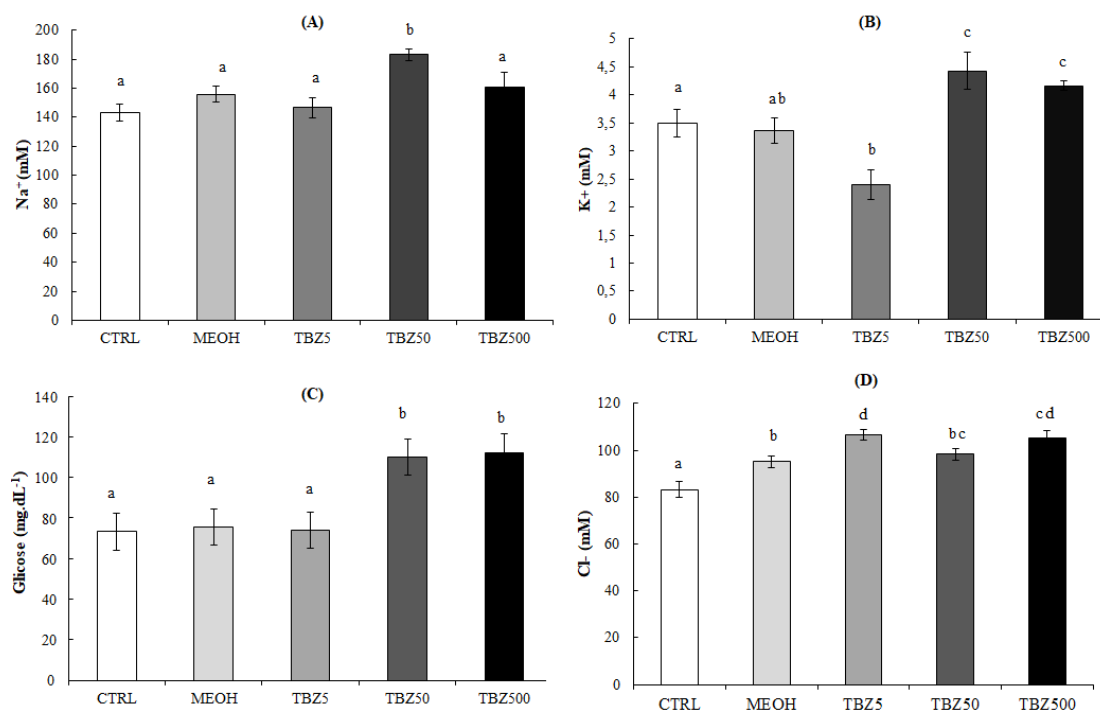 (A)
Na⁺ (mM)
200
180
160
140
120
100
80
60
40
20
0
a
a
a
b
a
CTRL
MEOH
TBZ5
TBZ50
TBZ500
(B)
K+ (mM)
5
4,5
4
3,5
3
2,5
2
1,5
1
0,5
0
a
ab
b
c
c
CTRL
MEOH
TBZ5
TBZ50
TBZ500
(C)
Glicose (mg.dL⁻¹)
140
120
100
80
60
40
20
0
a
a
a
b
b
CTRL
MEOH
TBZ5
TBZ50
TBZ500
(D)
Cl- (mM)
120
100
80
60
40
20
0
a
b
d
bc
cd
CTRL
MEOH
TBZ5
TBZ50
TBZ500